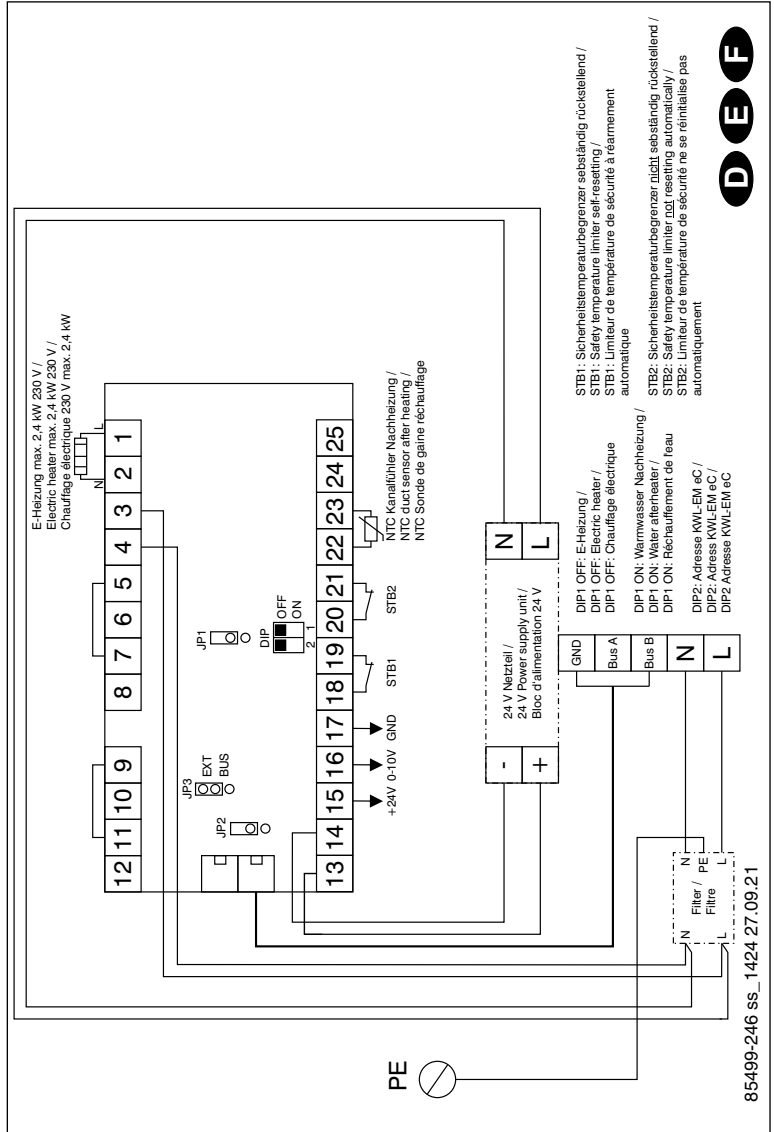 E-Heizung max. 2,4 kW 230 V /
Electric heater max. 2,4 kW 230 V /
Chauffage électrique 230 V max. 2,4 kW
N
L
12
11
10
9
8
7
6
5
4
3
2
1
JP2
JP3
EXT
BUS
JP1
DIP
OFF
ON
2
1
13
14
15
16
17
18
19
20
21
22
23
24
25
+24V
0-10V
GND
STB1
STB2
NTC Kanalfühler Nachheizung /
NTC duct sensor after heating /
NTC Sonde de gaine réchauffage
PE
-
+
24 V Netzteil /
24 V Power supply unit /
Bloc d'alimentation 24 V
N
L
GND
Bus A
Bus B
N
L
N
L
Filter /
Filtre
N
PE
L
DIP1 OFF: E-Heizung /
DIP1 OFF: Electric heater /
DIP1 OFF: Chauffage électrique
DIP1 ON: Warmwasser Nachheizung /
DIP1 ON: Water afterheater /
DIP1 ON: Réchauffement de l'eau
DIP2: Adresse KWL-EM eC /
DIP2: Adress KWL-EM eC /
DIP2 Adresse KWL-EM eC
STB1: Sicherheitstemperaturbegrenzer sebständig rückstellend /
STB1: Safety temperature limiter self-resetting /
STB1: Limiteur de température de sécurité à réarmement
automatique
STB2: Sicherheitstemperaturbegrenzer nicht sebständig rückstellend /
STB2: Safety temperature limiter not resetting automatically /
STB2: Limiteur de température de sécurité ne se réinitialise pas
automatiquement
85499-246 ss_1424 27.09.21
D E F